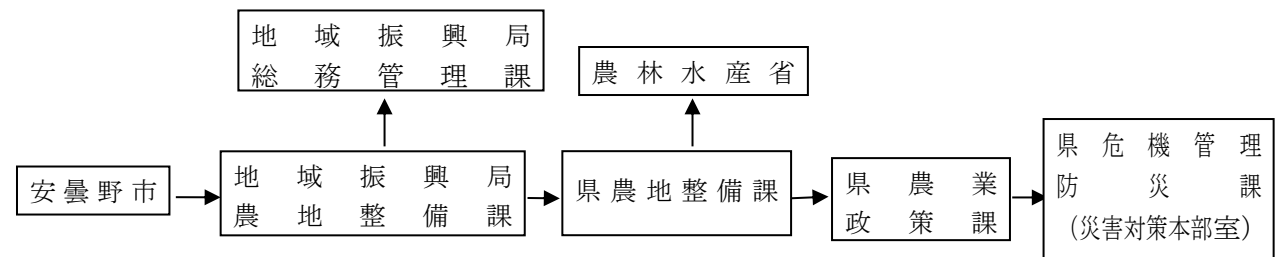 地域振興局
総務管理課
農林水産省
安曇野市
地域振興局
農地整備課
県農地整備課
県農業
政策課
県危機管理
防災課
（災害対策本部室）